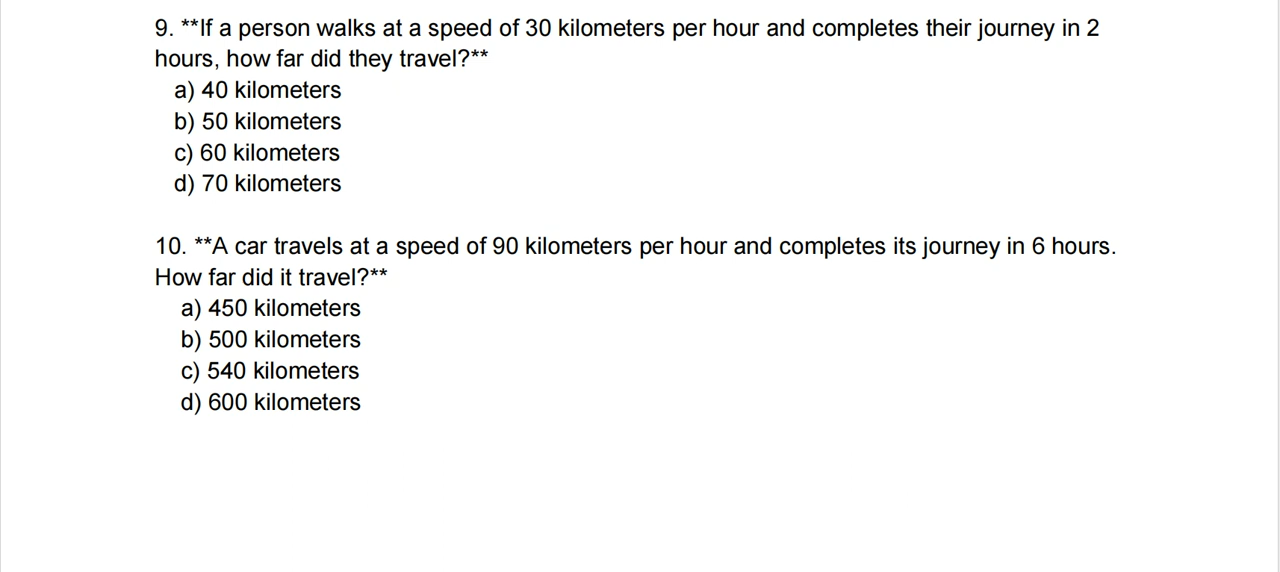 9. **If a person walks at a speed of 30 kilometers per hour and completes their journey in 2
hours, how far did they travel?**
a) 40 kilometers
b) 50 kilometers
c) 60 kilometers
d) 70 kilometers
10. **A car travels at a speed of 90 kilometers per hour and completes its journey in 6 hours.
How far did it travel?**
a) 450 kilometers
b) 500 kilometers
c) 540 kilometers
d) 600 kilometers